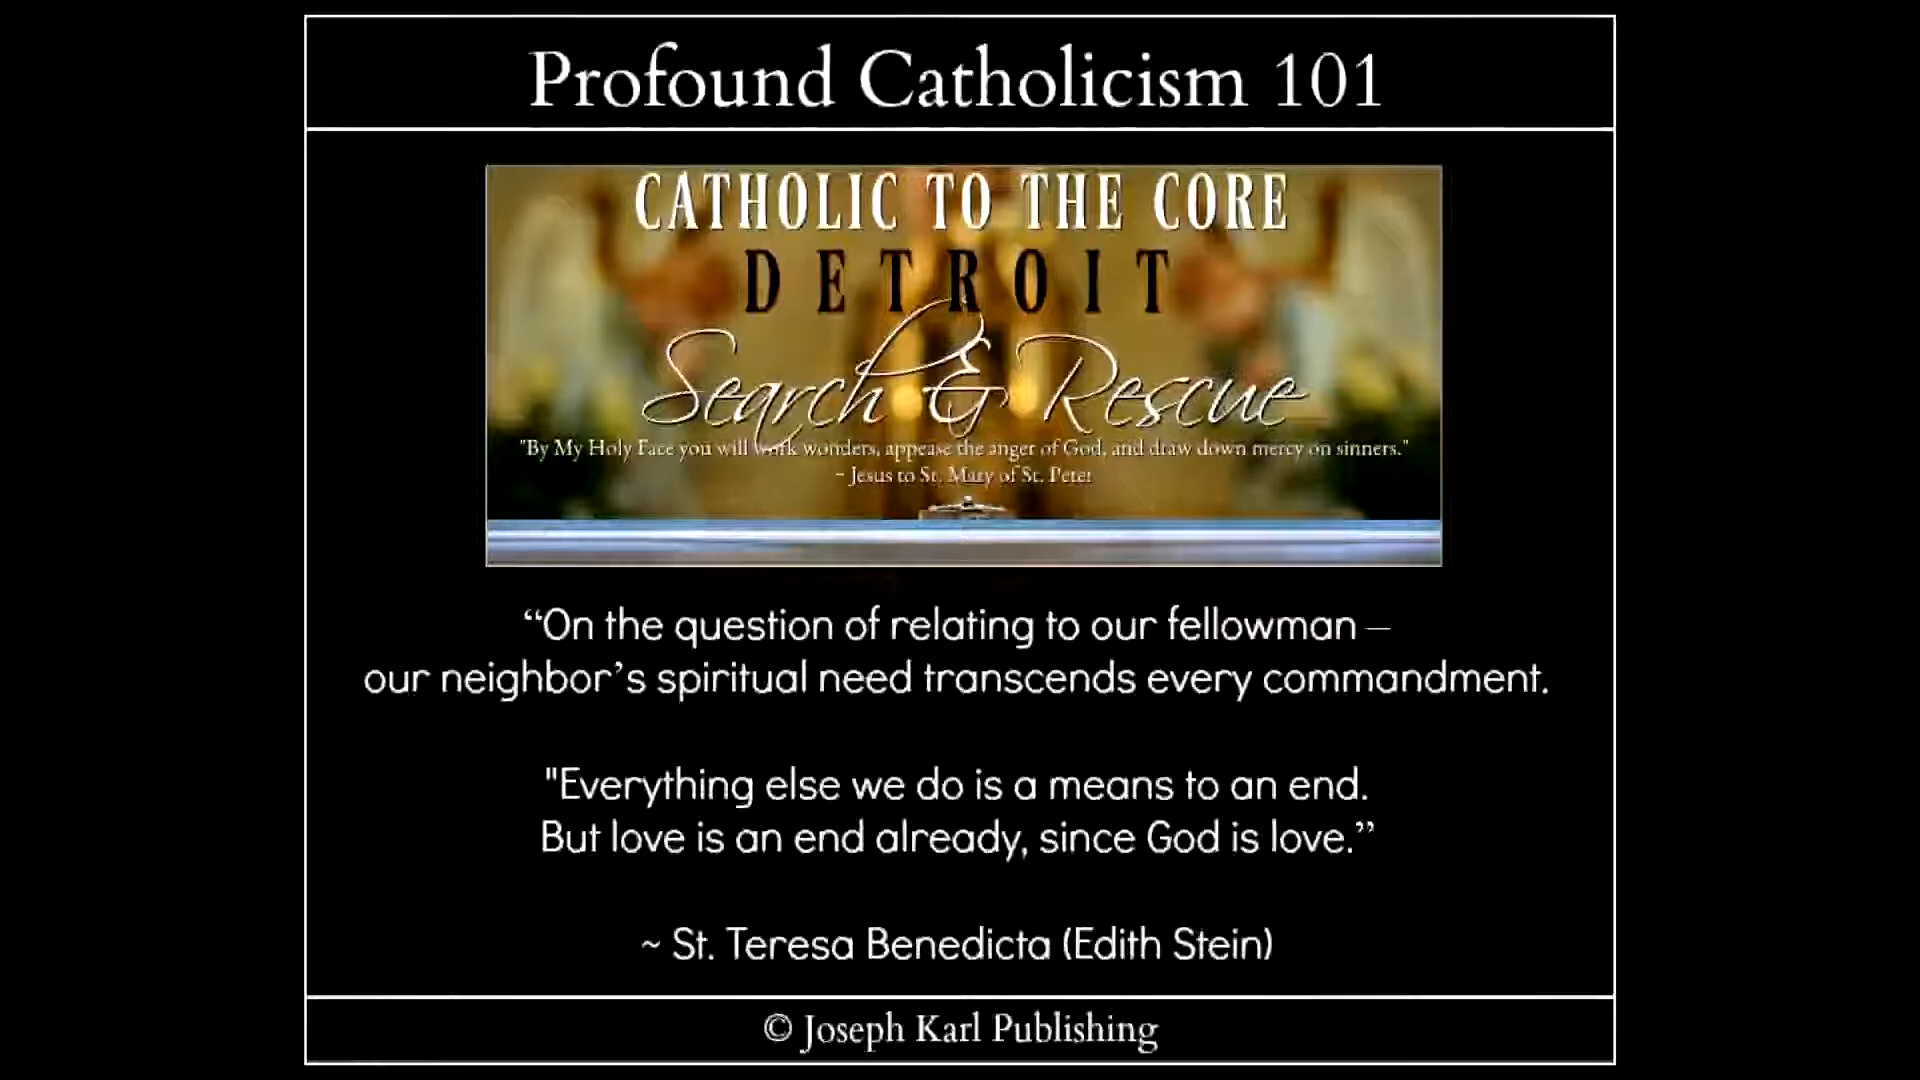 Profound Catholicism 101
CATHOLIC TO THE CORE
DETROIT
Search & Rescue
"By My Holy Face you will work wonders, appease the anger of God, and draw down mercy on sinners."
~ Jesus to St. Mary of St. Peter
“On the question of relating to our fellowman –
our neighbor’s spiritual need transcends every commandment.
"Everything else we do is a means to an end.
But love is an end already, since God is love.”
~ St. Teresa Benedicta (Edith Stein)
© Joseph Karl Publishing